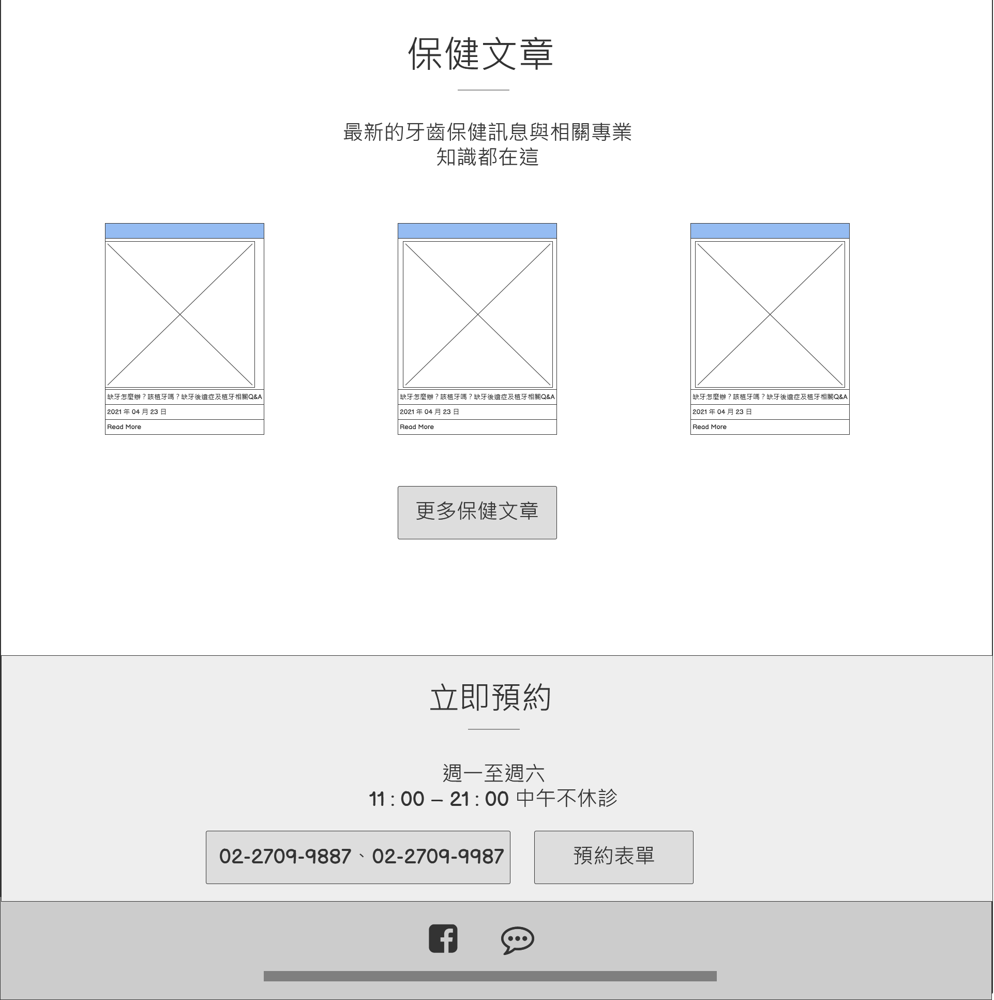 保健文章
最新的牙齒保健訊息與相關專業
知識都在這
缺牙怎麼辦？該植牙嗎？缺牙後遺症及植牙相關Q&A
2021 年 04 月 23 日
Read More
缺牙怎麼辦？該植牙嗎？缺牙後遺症及植牙相關Q&A
2021 年 04 月 23 日
Read More
缺牙怎麼辦？該植牙嗎？缺牙後遺症及植牙相關Q&A
2021 年 04 月 23 日
Read More
更多保健文章
立即預約
週一至週六
11 : 00 – 21 : 00 中午不休診
02-2709-9887、02-2709-9987
預約表單